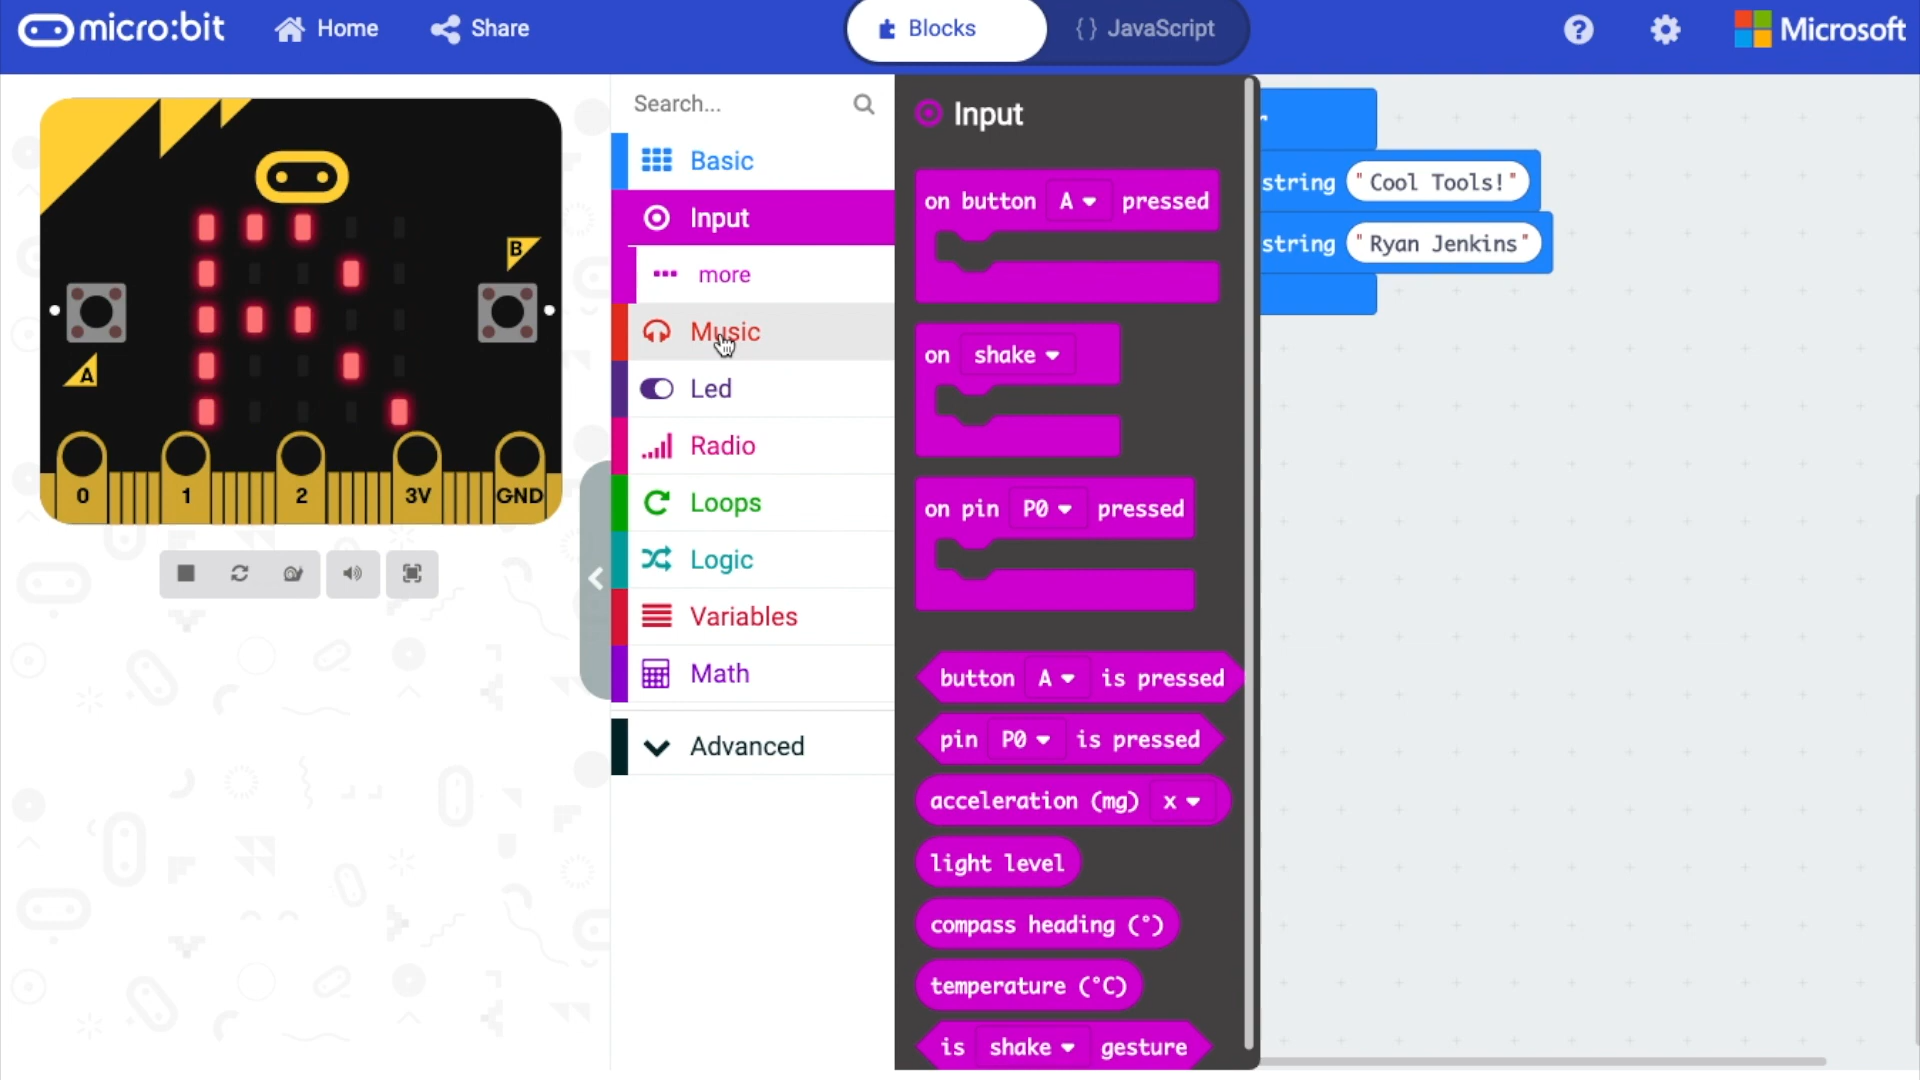 micro:bit
Home
Share
Blocks
{ } JavaScript
?
Microsoft
Search...
Basic
Input
more
Music
Led
Radio
Loops
Logic
Variables
Math
Advanced
B
A
0
1
2
3V
GND
Input
on button A pressed
on shake
on pin P0 pressed
button A is pressed
pin P0 is pressed
acceleration (mg) x
light level
compass heading (°)
temperature (°C)
is shake gesture
string "Cool Tools!"
string "Ryan Jenkins"